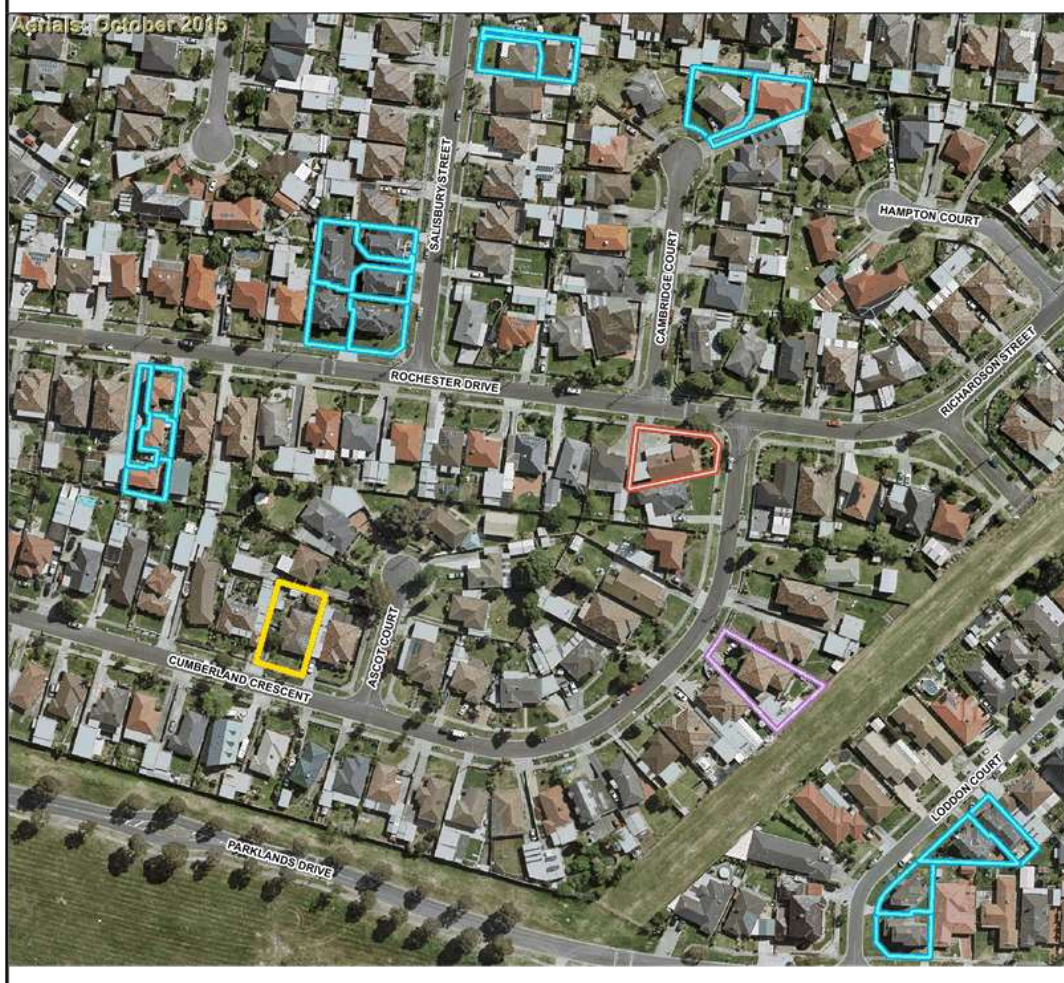 Aerials: October 2015
SALISBURY STREET
CAMBRIDGE COURT
HAMPTON COURT
RICHARDSON STREET
ROCHESTER DRIVE
ASCOT COURT
CUMBERLAND CRESCENT
LODDON COURT
PARKLANDS DRIVE